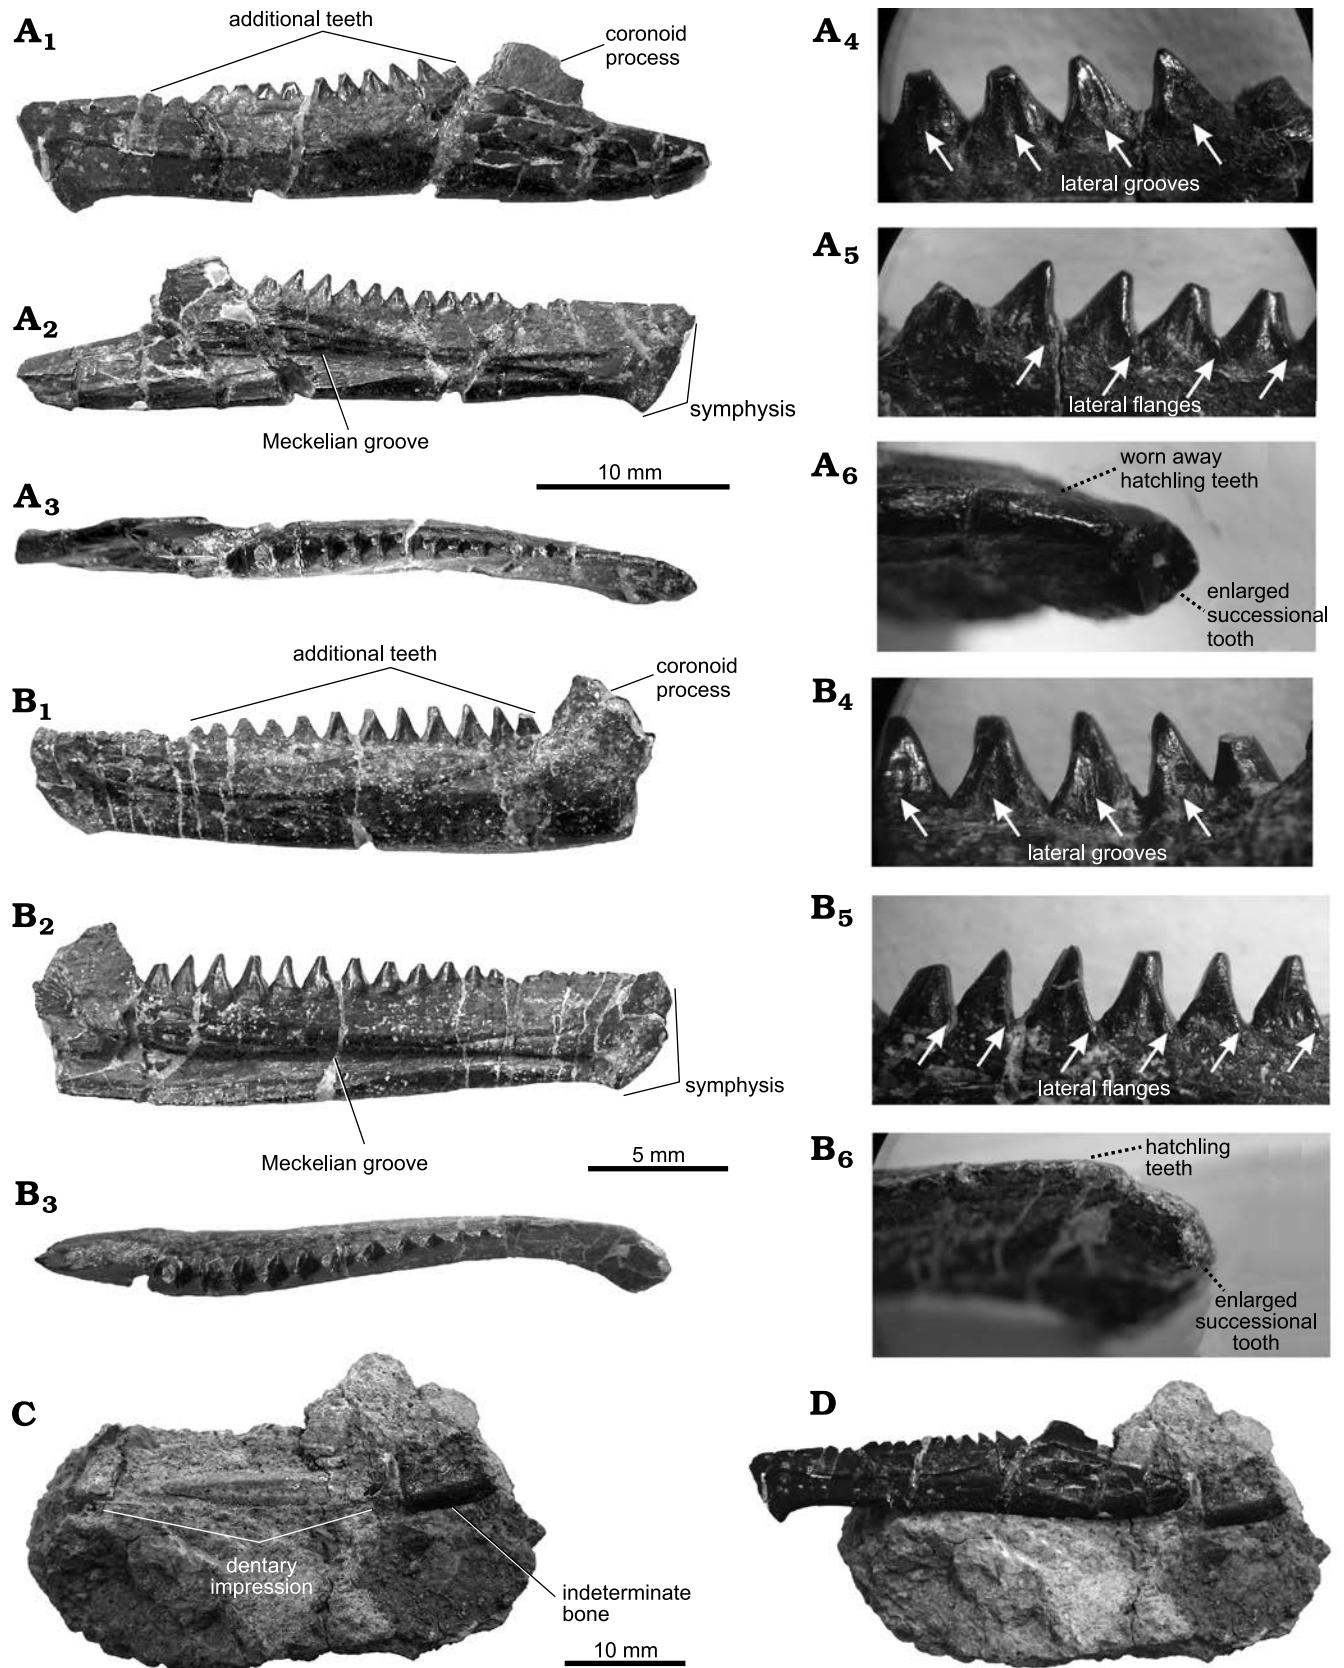 A1
additional teeth
coronoid
process
A2
Meckelian groove
symphysis
10 mm
A3
additional teeth
coronoid
process
B1
B2
symphysis
Meckelian groove
5 mm
B3
A4
lateral grooves
A5
lateral flanges
A6
worn away
hatchling teeth
enlarged
successional
tooth
B4
lateral grooves
B5
lateral flanges
B6
hatchling
teeth
enlarged
successional
tooth
C
dentary
impression
indeterminate
bone
10 mm
D